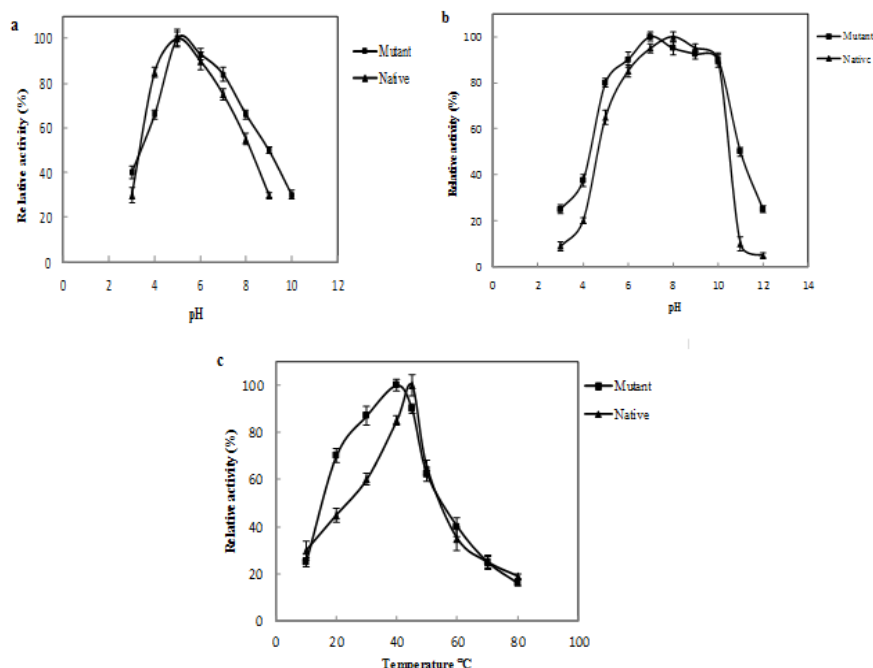 a
100
80
60
40
20
0
0 2 4 6 8 10 12
Relative activity (%)
pH
Mutant
Native
b
100
80
60
40
20
0
0 2 4 6 8 10 12 14
Relative activity (%)
pH
Mutant
Native
c
100
80
60
40
20
0
0 20 40 60 80 100
Relative activity (%)
Temperature °C
Mutant
Native